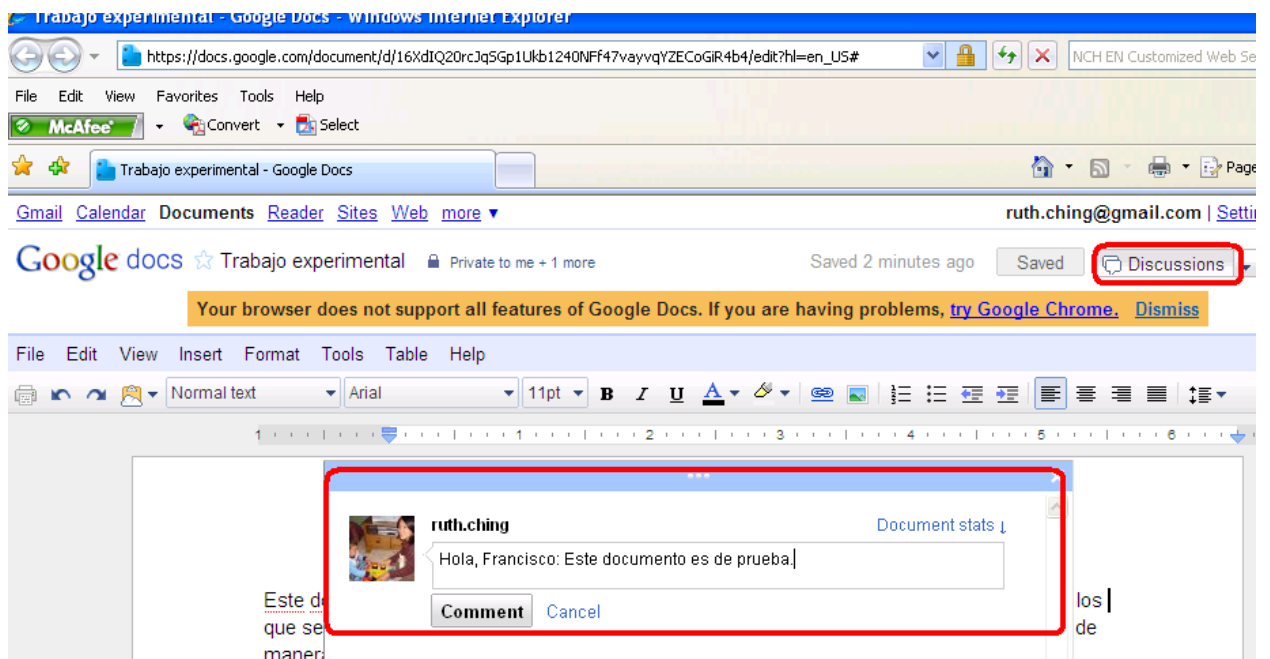 Trabajo experimental - Google Docs - Windows Internet Explorer
https://docs.google.com/document/d/16XdIQ20rcJq5Gp1Ukb1240NFf47vayvqYZECoGiR4b4/edit?hl=en_US#
NCH EN Customized Web Se
File Edit View Favorites Tools Help
McAfee Convert Select
Trabajo experimental - Google Docs Page
Gmail Calendar Documents Reader Sites Web more ruth.ching@gmail.com | Settin
Google docs Trabajo experimental Private to me + 1 more Saved 2 minutes ago Saved Discussions
Your browser does not support all features of Google Docs. If you are having problems, try Google Chrome. Dismiss
File Edit View Insert Format Tools Table Help
Normal text Arial 11pt B I U A
1 1 2 3 4 5 6
ruth.ching Document stats ↓
Hola, Francisco: Este documento es de prueba.
Comment Cancel
Este d los
que se de
maner